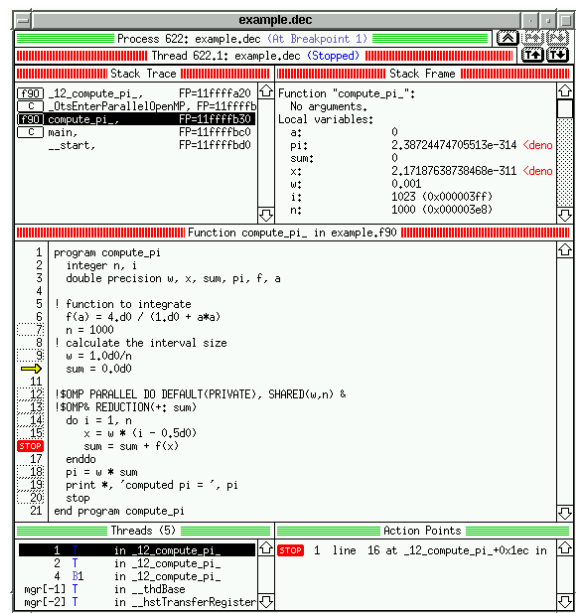 example.dec
Process 622: example.dec (At Breakpoint 1)
Thread 622.1: example.dec (Stopped)
T↑ T↓
Stack Trace
f90 _12_compute_pi_, FP=11ffffa20
C _OtsEnterParallelOpenMP, FP=11ffffb
f90 compute_pi_, FP=11ffffb30
C main, FP=11ffffbc0
__start, FP=11ffffbd0
Stack Frame
Function "compute_pi_":
No arguments.
Local variables:
a: 0
pi: 2.38724474705513e-314 <deno
sum: 0
x: 2.17187638738468e-311 <deno
w: 0.001
i: 1023 (0x000003ff)
n: 1000 (0x000003e8)
Function compute_pi_ in example.f90
1 program compute_pi
2 integer n, i
3 double precision w, x, sum, pi, f, a
4
5 ! function to integrate
6 f(a) = 4.d0 / (1.d0 + a*a)
7 n = 1000
8 ! calculate the interval size
9 w = 1.0d0/n
sum = 0.0d0
11
12 !$OMP PARALLEL DO DEFAULT(PRIVATE), SHARED(w,n) &
13 !$OMP& REDUCTION(+: sum)
14 do i = 1, n
15 x = w * (i - 0.5d0)
STOP sum = sum + f(x)
17 enddo
18 pi = w * sum
19 print *, 'computed pi = ', pi
20 stop
21 end program compute_pi
Threads (5)
1 T in _12_compute_pi_
2 T in _12_compute_pi_
4 B1 in _12_compute_pi_
mgr[-1] T in __thdBase
mgr[-2] T in __hstTransferRegister
Action Points
STOP 1 line 16 at _12_compute_pi_+0x1ec in